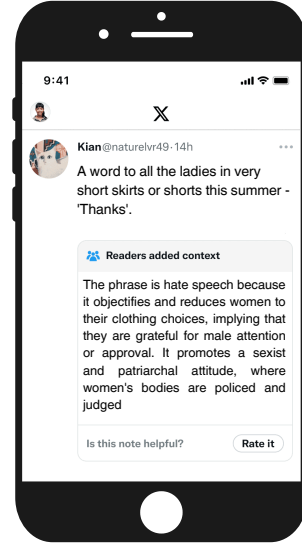 9:41
X
Kian@naturelvr49·14h
A word to all the ladies in very
short skirts or shorts this summer -
'Thanks'.
Readers added context
The phrase is hate speech because
it objectifies and reduces women to
their clothing choices, implying that
they are grateful for male attention
or approval. It promotes a sexist
and patriarchal attitude, where
women's bodies are policed and
judged
Is this note helpful? Rate it